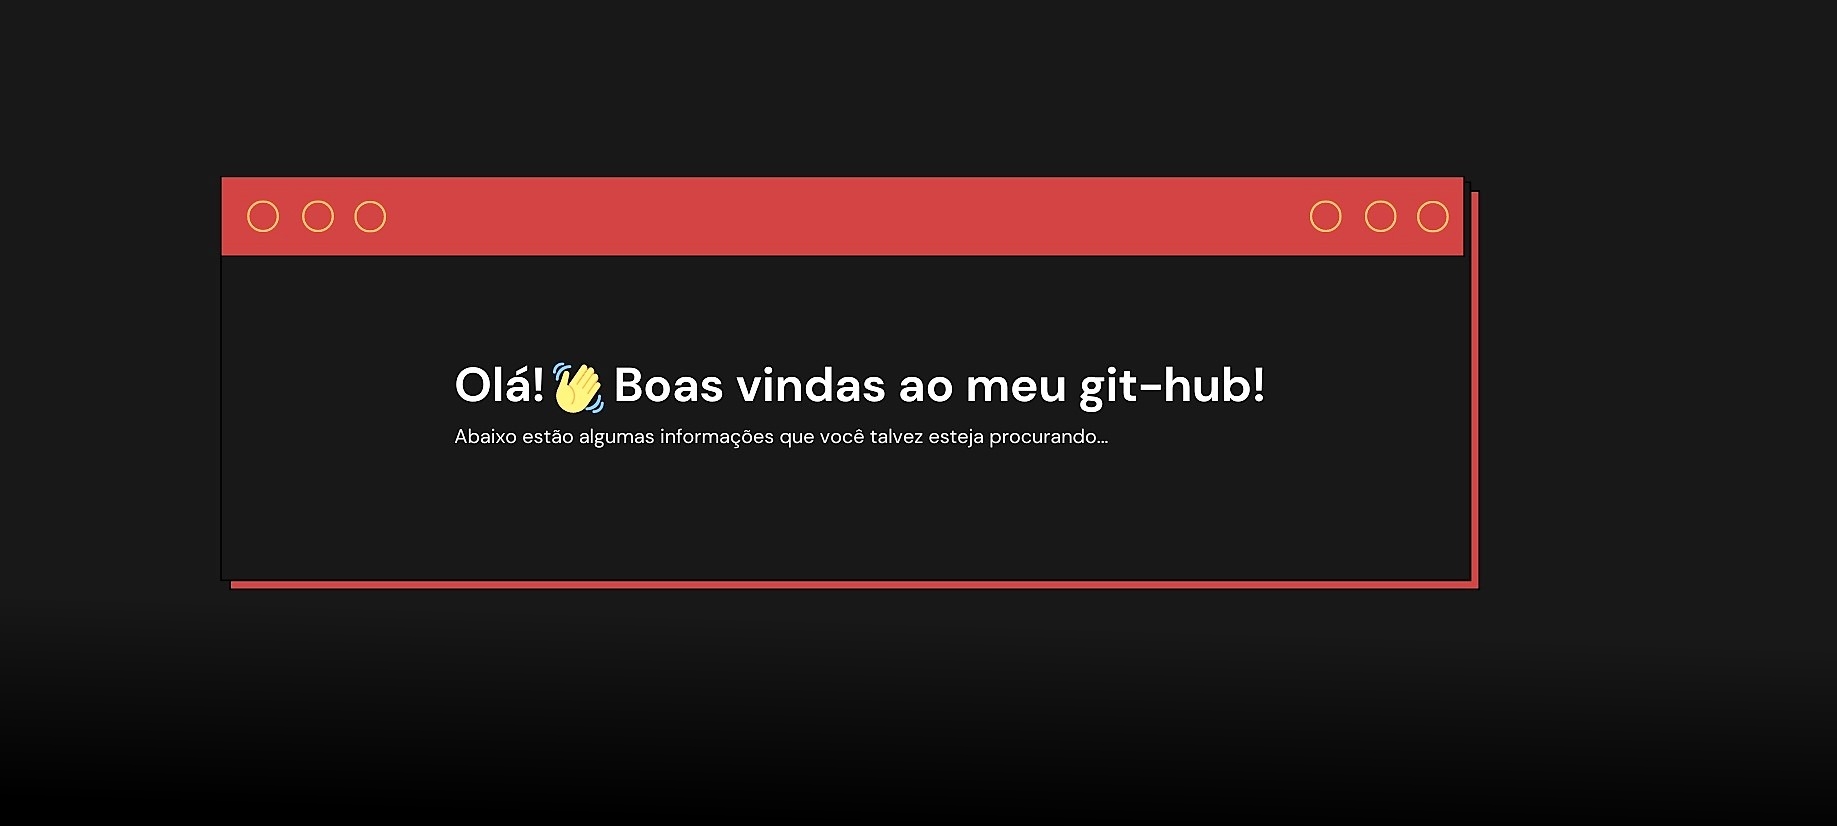 Olá!👋 Boas vindas ao meu git-hub!
Abaixo estão algumas informações que você talvez esteja procurando...